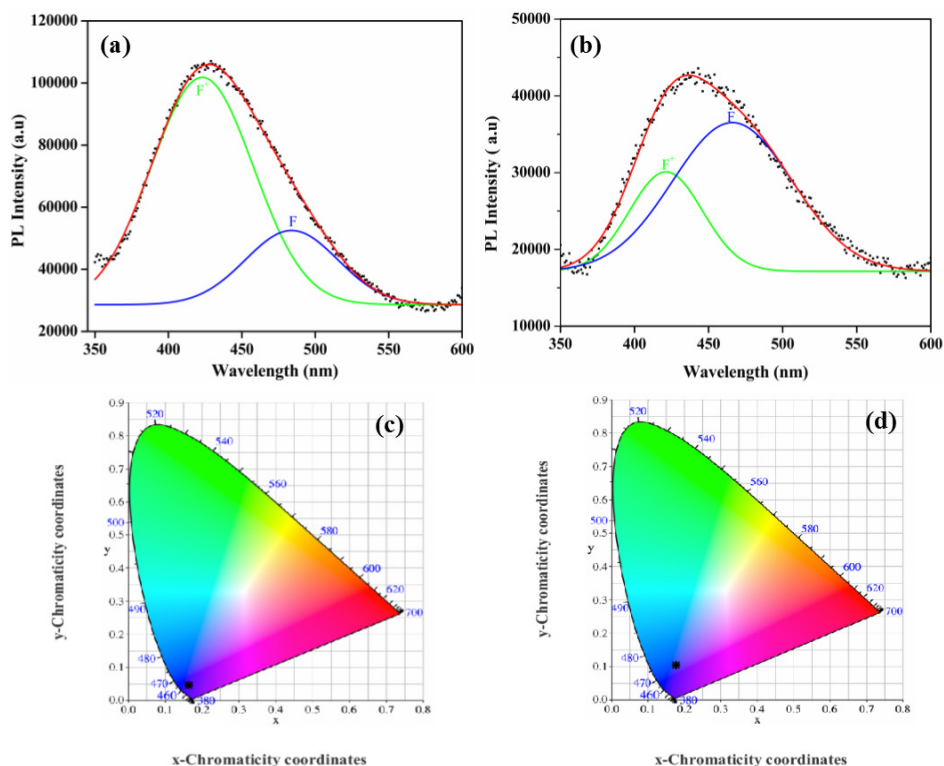 (a)
120000
100000
80000
60000
40000
20000
PL Intensity (a.u)
F+
F
350 400 450 500 550 600
Wavelength (nm)
(b)
50000
40000
30000
20000
10000
PL Intensity ( a.u)
F+
F
350 400 450 500 550 600
Wavelength (nm)
(c)
0.9
0.8
0.7
0.6
0.5
0.4
0.3
0.2
0.1
0.0
y
y-Chromaticity coordinates
520
540
560
580
600
620
700
500
490
480
470
460
380
0.0 0.1 0.2 0.3 0.4 0.5 0.6 0.7 0.8
x
x-Chromaticity coordinates
(d)
0.9
0.8
0.7
0.6
0.5
0.4
0.3
0.2
0.1
0.0
y
y-Chromaticity coordinates
520
540
560
580
600
620
700
500
490
480
470
460
380
0.0 0.1 0.2 0.3 0.4 0.5 0.6 0.7 0.8
x
x-Chromaticity coordinates